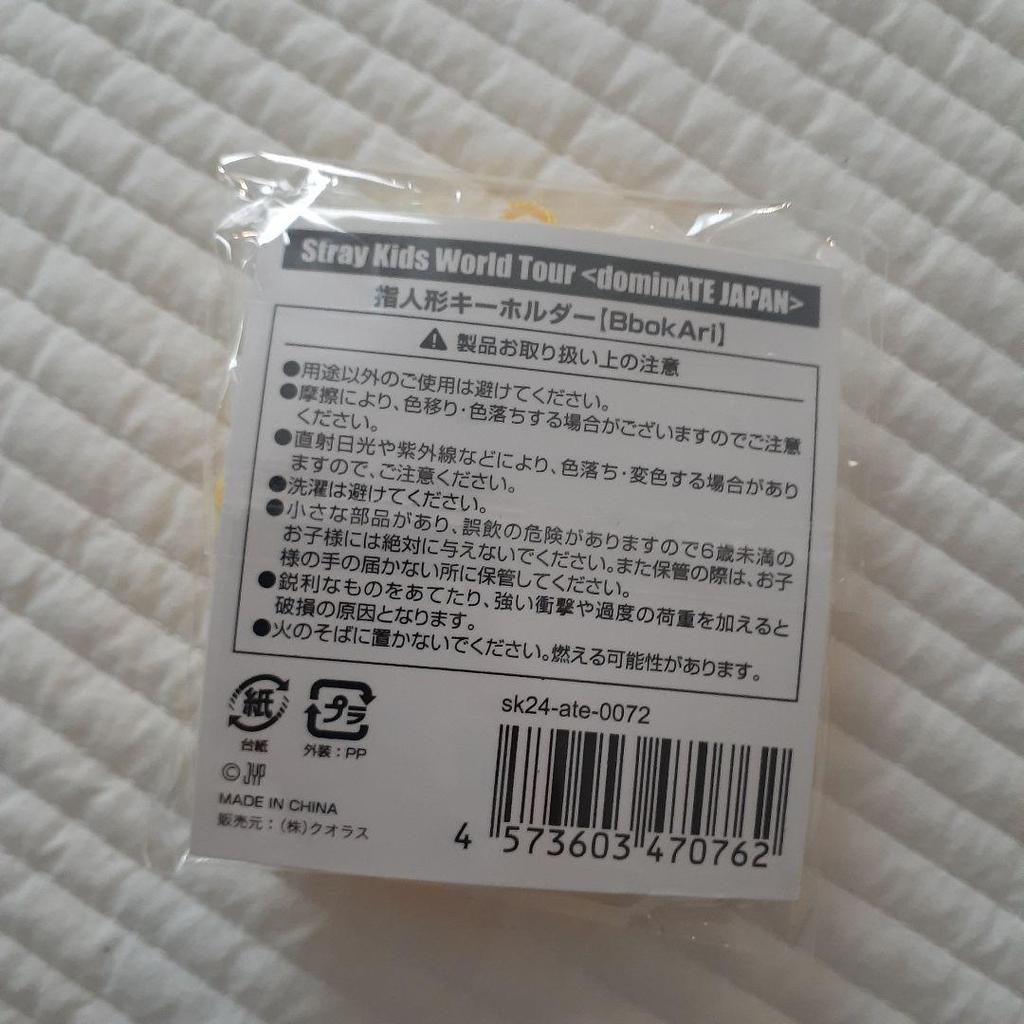 Stray Kids World Tour <dominATE JAPAN>
指人形キーホルダー【BbokAri】
製品お取り扱い上の注意
●用途以外のご使用は避けてください。
●摩擦により、色移り・色落ちする場合がございますのでご注意
ください。
●直射日光や紫外線などにより、色落ち・変色する場合があり
ますので、ご注意ください。
●洗濯は避けてください。
●小さな部品があり、誤飲の危険がありますので6歳未満の
お子様には絶対に与えないでください。また保管の際は、お子
様の手の届かない所に保管してください。
●鋭利なものをあてたり、強い衝撃や過度の荷重を加えると
破損の原因となります。
●火のそばに置かないでください。燃える可能性があります。
紙
プラ
台紙
外装：PP
sk24-ate-0072
© JYP
MADE IN CHINA
販売元：(株)クオラス
4 573603 470762